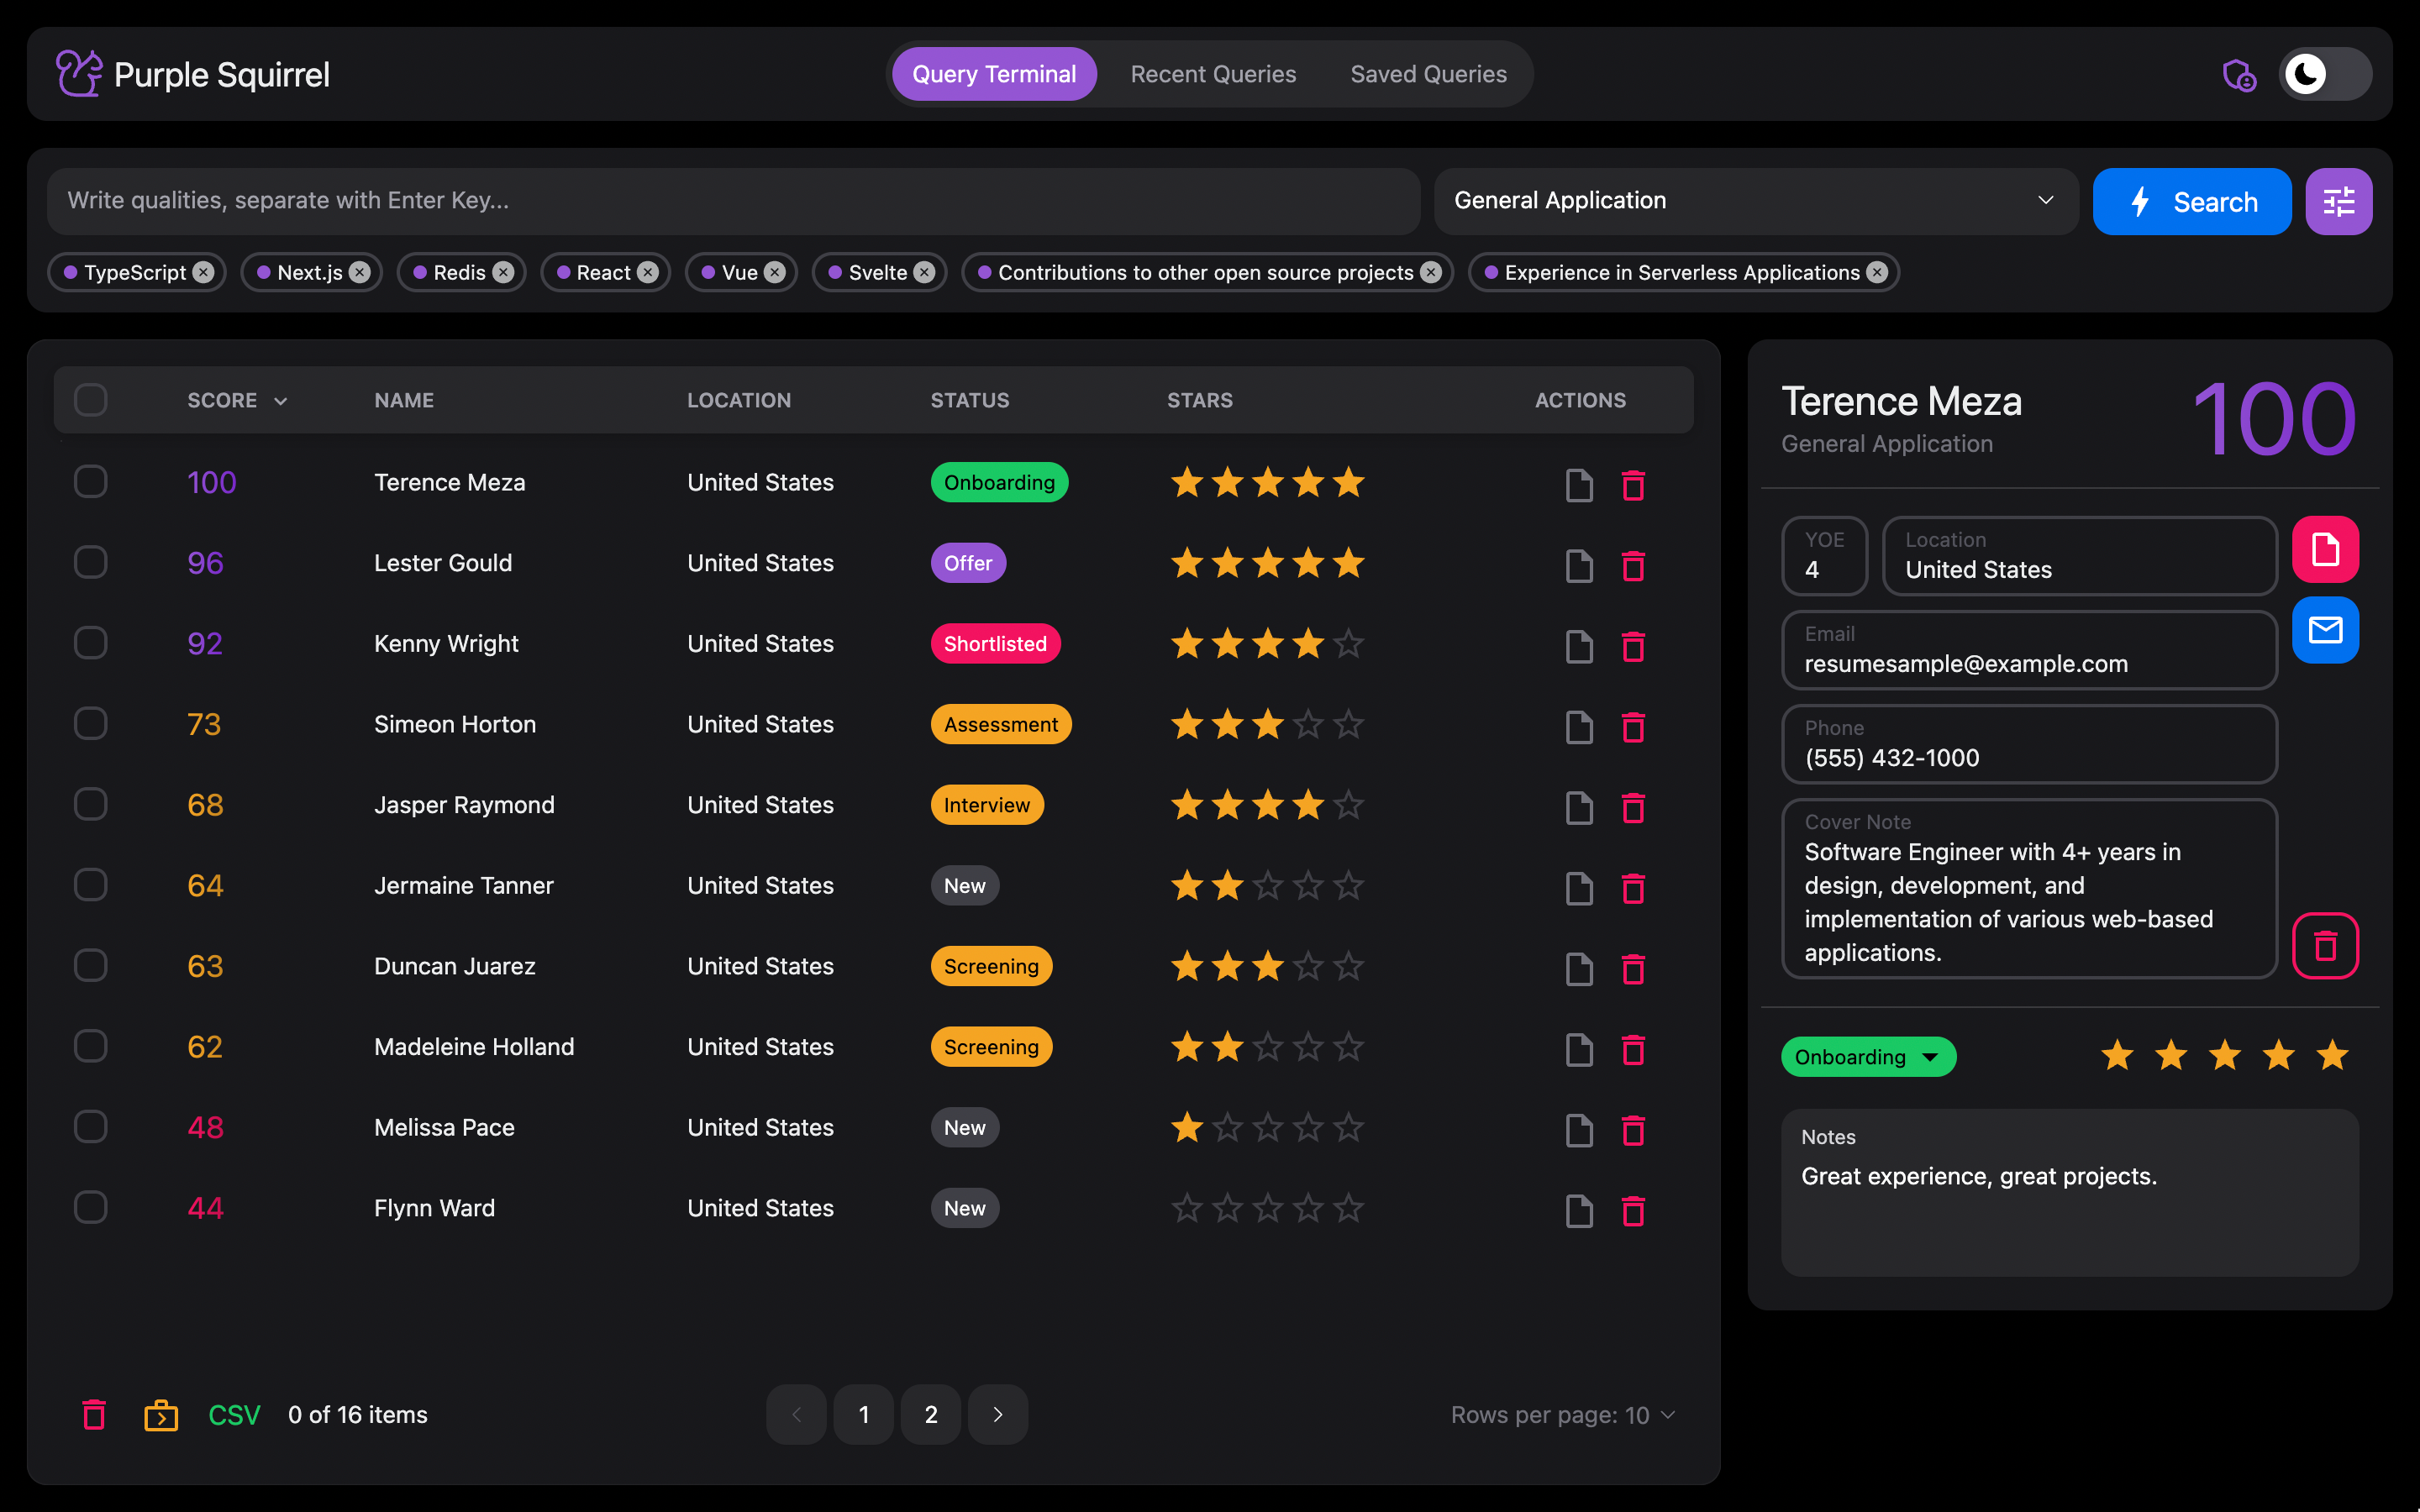 Purple Squirrel
Query Terminal Recent Queries Saved Queries
Write qualities, separate with Enter Key...
General Application
Search
TypeScript Next.js Redis React Vue Svelte Contributions to other open source projects Experience in Serverless Applications
SCORE NAME LOCATION STATUS STARS ACTIONS
100 Terence Meza United States Onboarding
96 Lester Gould United States Offer
92 Kenny Wright United States Shortlisted
73 Simeon Horton United States Assessment
68 Jasper Raymond United States Interview
64 Jermaine Tanner United States New
63 Duncan Juarez United States Screening
62 Madeleine Holland United States Screening
48 Melissa Pace United States New
44 Flynn Ward United States New
CSV 0 of 16 items
1 2
Rows per page: 10
Terence Meza
General Application
100
YOE
4
Location
United States
Email
resumesample@example.com
Phone
(555) 432-1000
Cover Note
Software Engineer with 4+ years in
design, development, and
implementation of various web-based
applications.
Onboarding
Notes
Great experience, great projects.